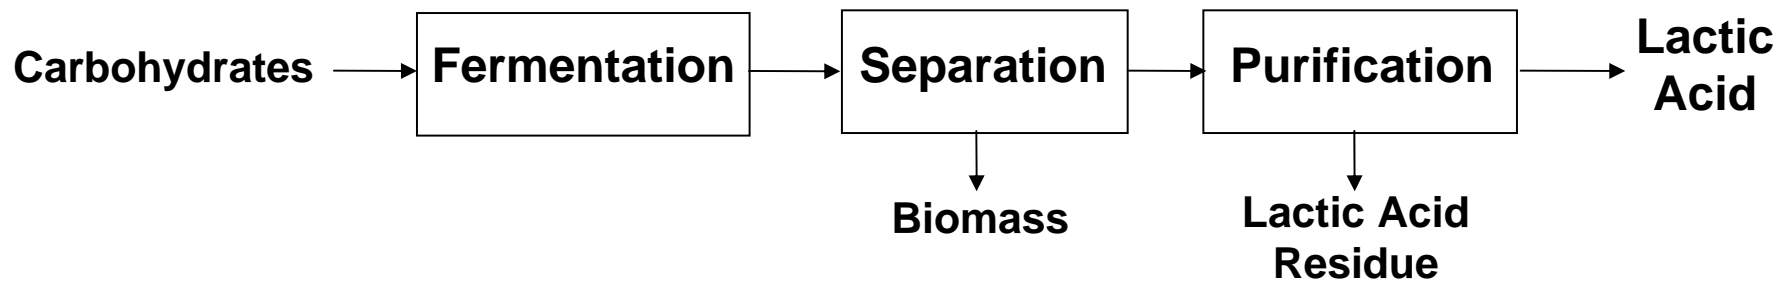 Carbohydrates
Fermentation
Separation
Purification
Lactic
Acid
Biomass
Lactic Acid
Residue